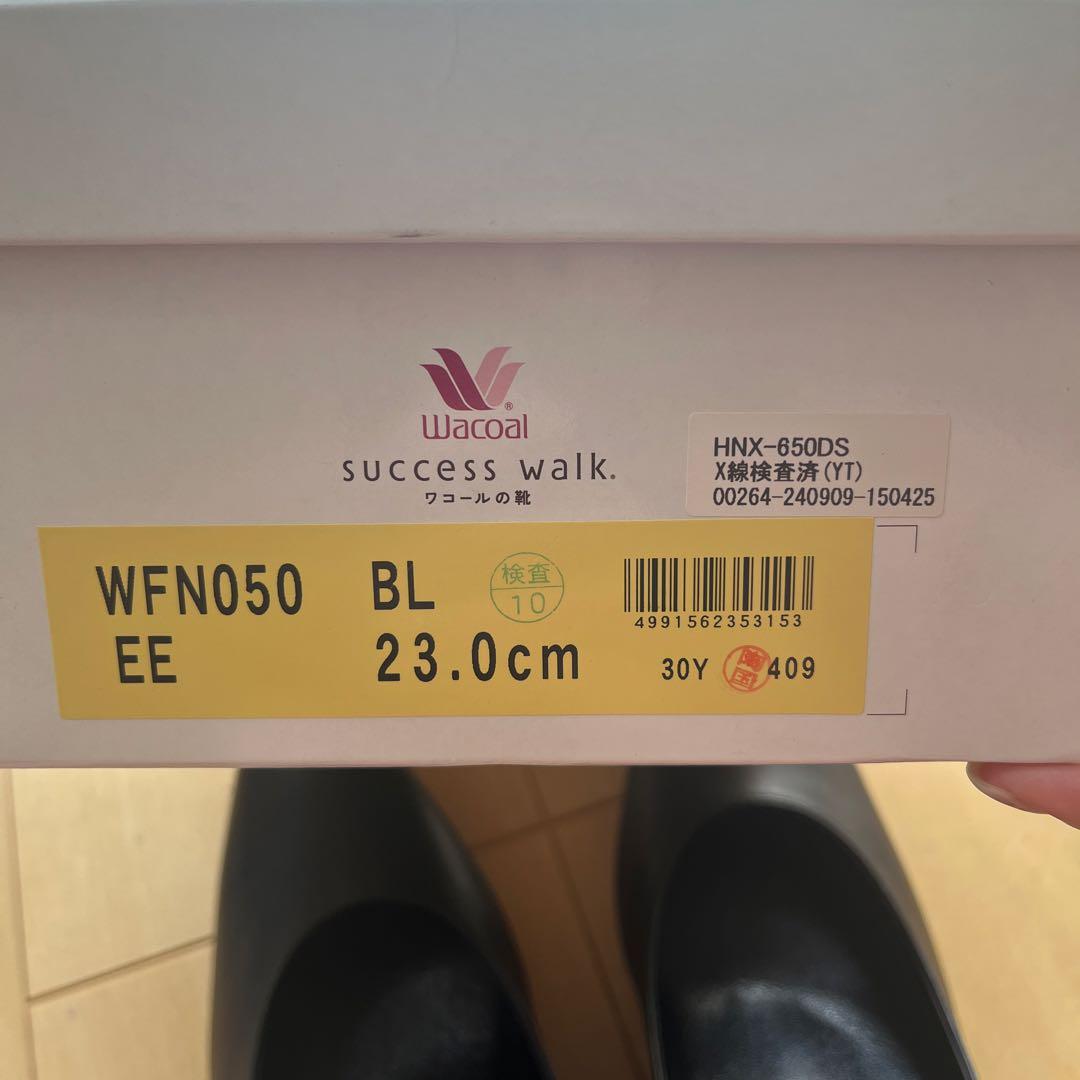 Wacoal®
success walk®
ワコールの靴
HNX-650DS
X線検査済(YT)
00264-240909-150425
WFN050 BL
検査
10
4991562353153
EE 23.0cm
30Y 409